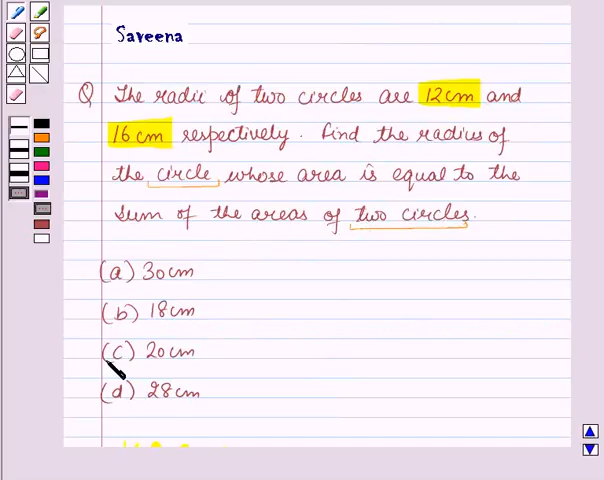 Saveena
Q The radii of two circles are 12cm and
16cm respectively. Find the radius of
the circle whose area is equal to the
sum of the areas of two circles.
(a) 30cm
(b) 18cm
(c) 20cm
(d) 28cm